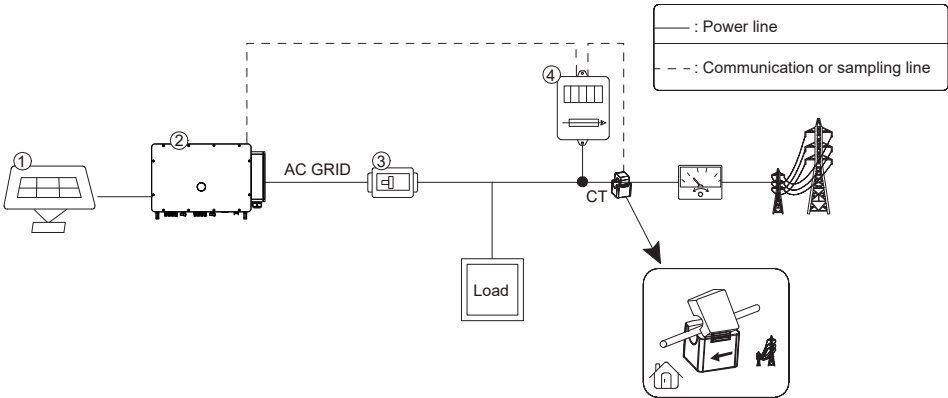 : Power line
: Communication or sampling line
4
2
1
3
AC GRID
CT
Load